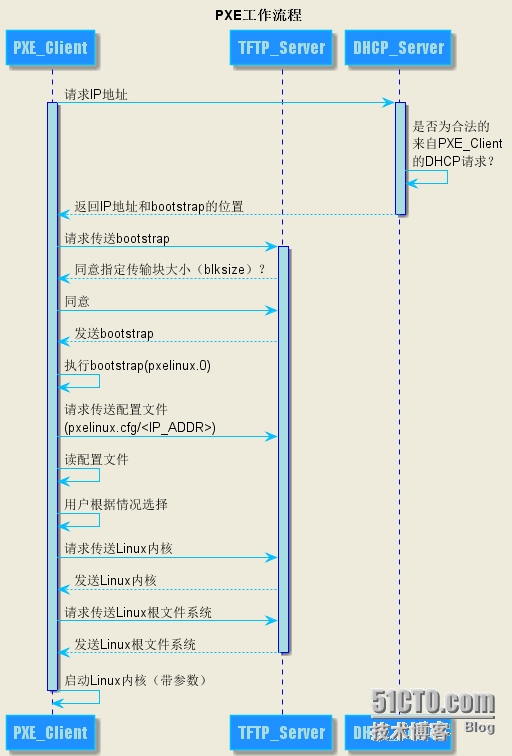 PXE工作流程
PXE_Client
TFTP_Server
DHCP_Server
请求IP地址
是否为合法的
来自PXE_Client
的DHCP请求?
返回IP地址和bootstrap的位置
请求传送bootstrap
同意指定传输块大小（blksize）?
同意
发送bootstrap
执行bootstrap(pxelinux.0)
请求传送配置文件
(pxelinux.cfg/<IP_ADDR>)
读配置文件
用户根据情况选择
请求传送Linux内核
发送Linux内核
请求传送Linux根文件系统
发送Linux根文件系统
启动Linux内核（带参数）
PXE_Client
TFTP_Server
51CTO.com
技术博客 Blog